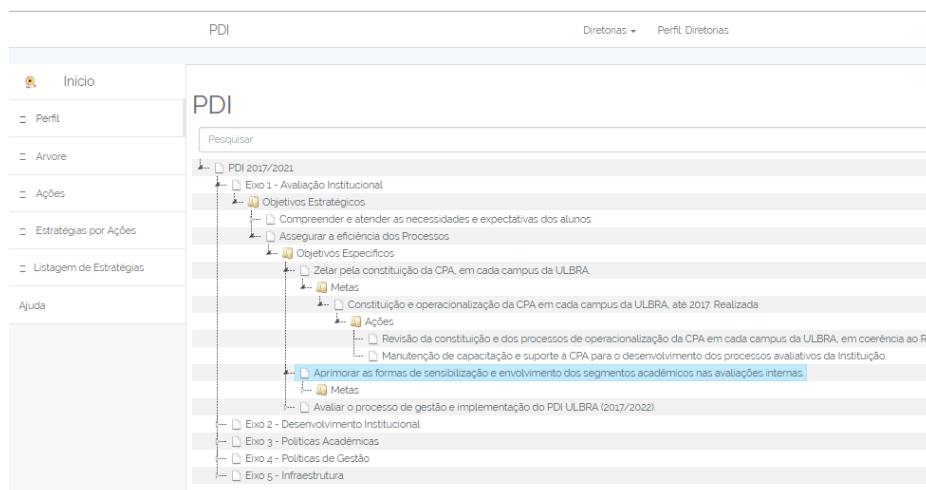 PDI Diretorias Perfil: Diretorias
Inicio
Perfil
Arvore
Ações
Estratégias por Ações
Listagem de Estratégias
Ajuda
PDI
Pesquisar
PDI 2017/2021
Eixo 1 - Avaliação Institucional
Objetivos Estratégicos
Compreender e atender as necessidades e expectativas dos alunos.
Assegurar a eficiência dos Processos
Objetivos Específicos
Zelar pela constituição da CPA, em cada campus da ULBRA.
Metas
Constituição e operacionalização da CPA em cada campus da ULBRA, até 2017. Realizada
Ações
Revisão da constituição e dos processos de operacionalização da CPA em cada campus da ULBRA, em coerência ao R
Manutenção de capacitação e suporte à CPA para o desenvolvimento dos processos avaliativos da Instituição.
Aprimorar as formas de sensibilização e envolvimento dos segmentos acadêmicos nas avaliações internas.
Metas
Avaliar o processo de gestão e implementação do PDI ULBRA (2017/2022).
Eixo 2 - Desenvolvimento Institucional
Eixo 3 - Políticas Acadêmicas
Eixo 4 - Políticas de Gestão
Eixo 5 - Infraestrutura